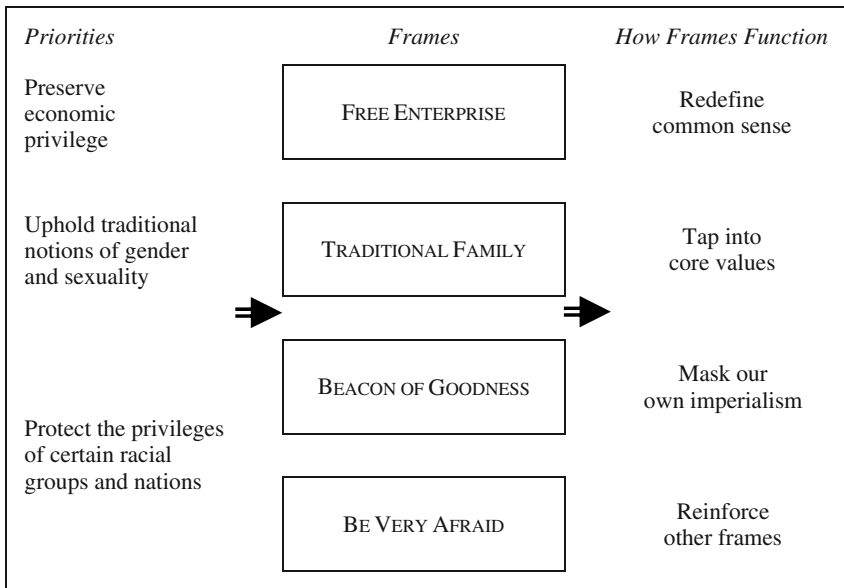 Priorities
Frames
How Frames Function
Preserve
economic
privilege
FREE ENTERPRISE
Redefine
common sense
Uphold traditional
notions of gender
and sexuality
TRADITIONAL FAMILY
Tap into
core values
Protect the privileges
of certain racial
groups and nations
BEACON OF GOODNESS
Mask our
own imperialism
BE VERY AFRAID
Reinforce
other frames